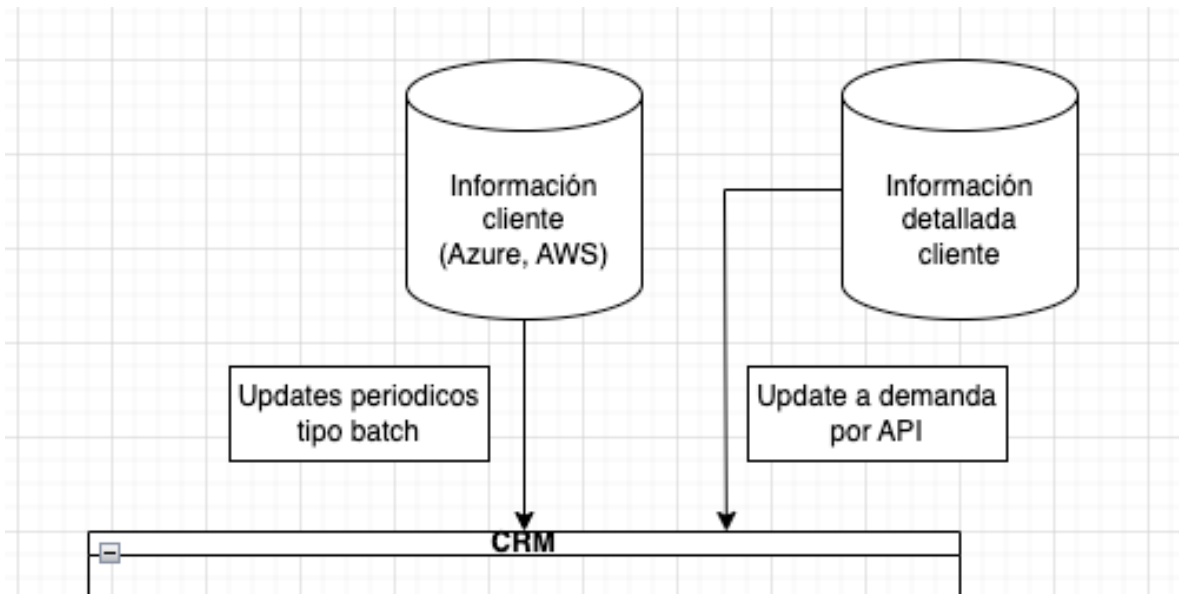 Información
cliente
(Azure, AWS)
Información
detallada
cliente
Updates periodicos
tipo batch
Update a demanda
por API
CRM